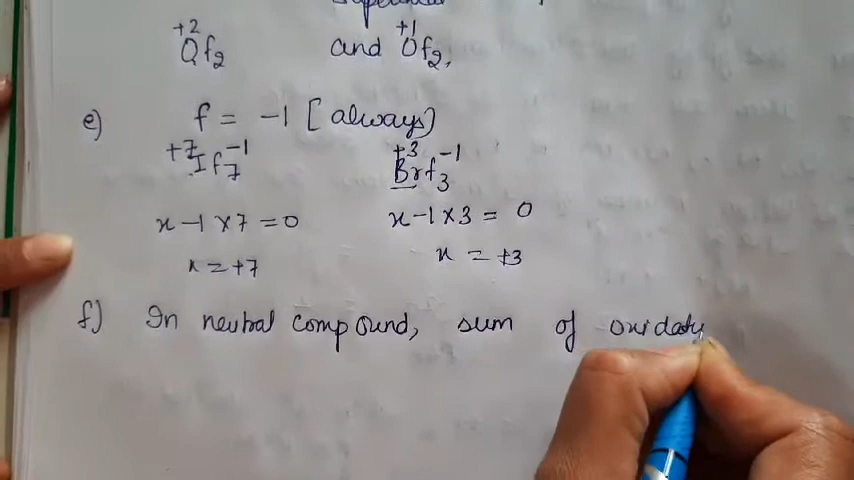 +2 +1
Of2 and Of2,
e) f = -1 [always]
+7 -1 +3 -1
If7 Brf3
x - 1 x 7 = 0 x - 1 x 3 = 0
x = +7 x = +3
f) In neutral compound, sum of